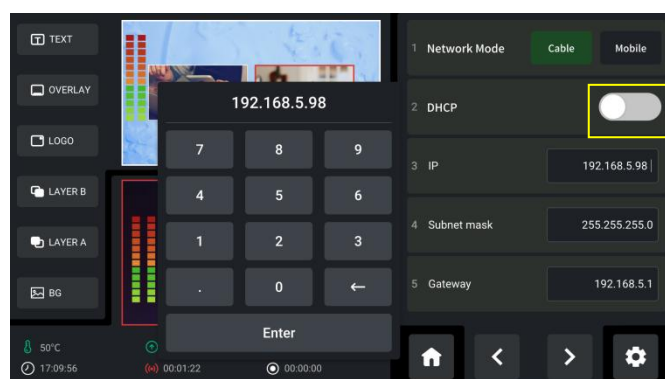 TEXT
OVERLAY
LOGO
LAYER B
LAYER A
BG
50°C
17:09:56
00:01:22
00:00:00
192.168.5.98
7 8 9
4 5 6
1 2 3
. 0 ←
Enter
1 Network Mode Cable Mobile
2 DHCP
3 IP 192.168.5.98
4 Subnet mask 255.255.255.0
5 Gateway 192.168.5.1